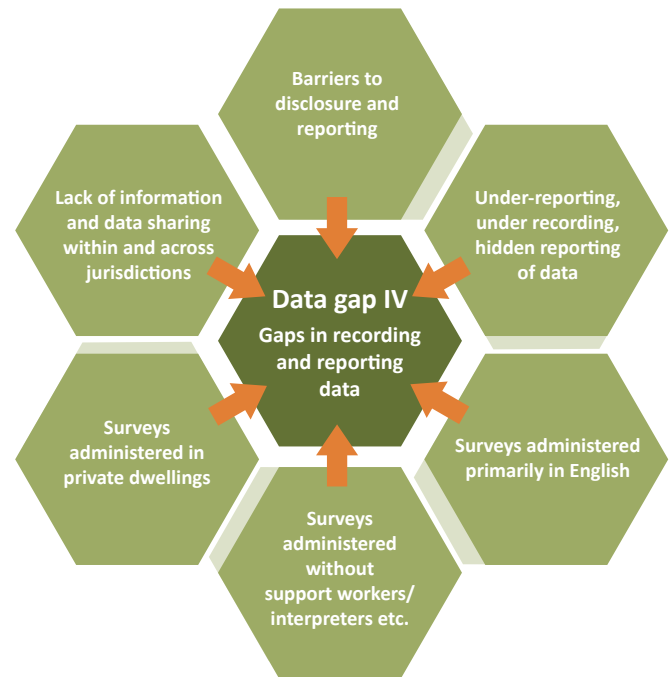 Barriers to
disclosure and
reporting
Lack of information
and data sharing
within and across
jurisdictions
Under-reporting,
under recording,
hidden reporting
of data
Data gap IV
Gaps in recording
and reporting
data
Surveys
administered in
private dwellings
Surveys administered
primarily in English
Surveys
administered
without
support workers/
interpreters etc.